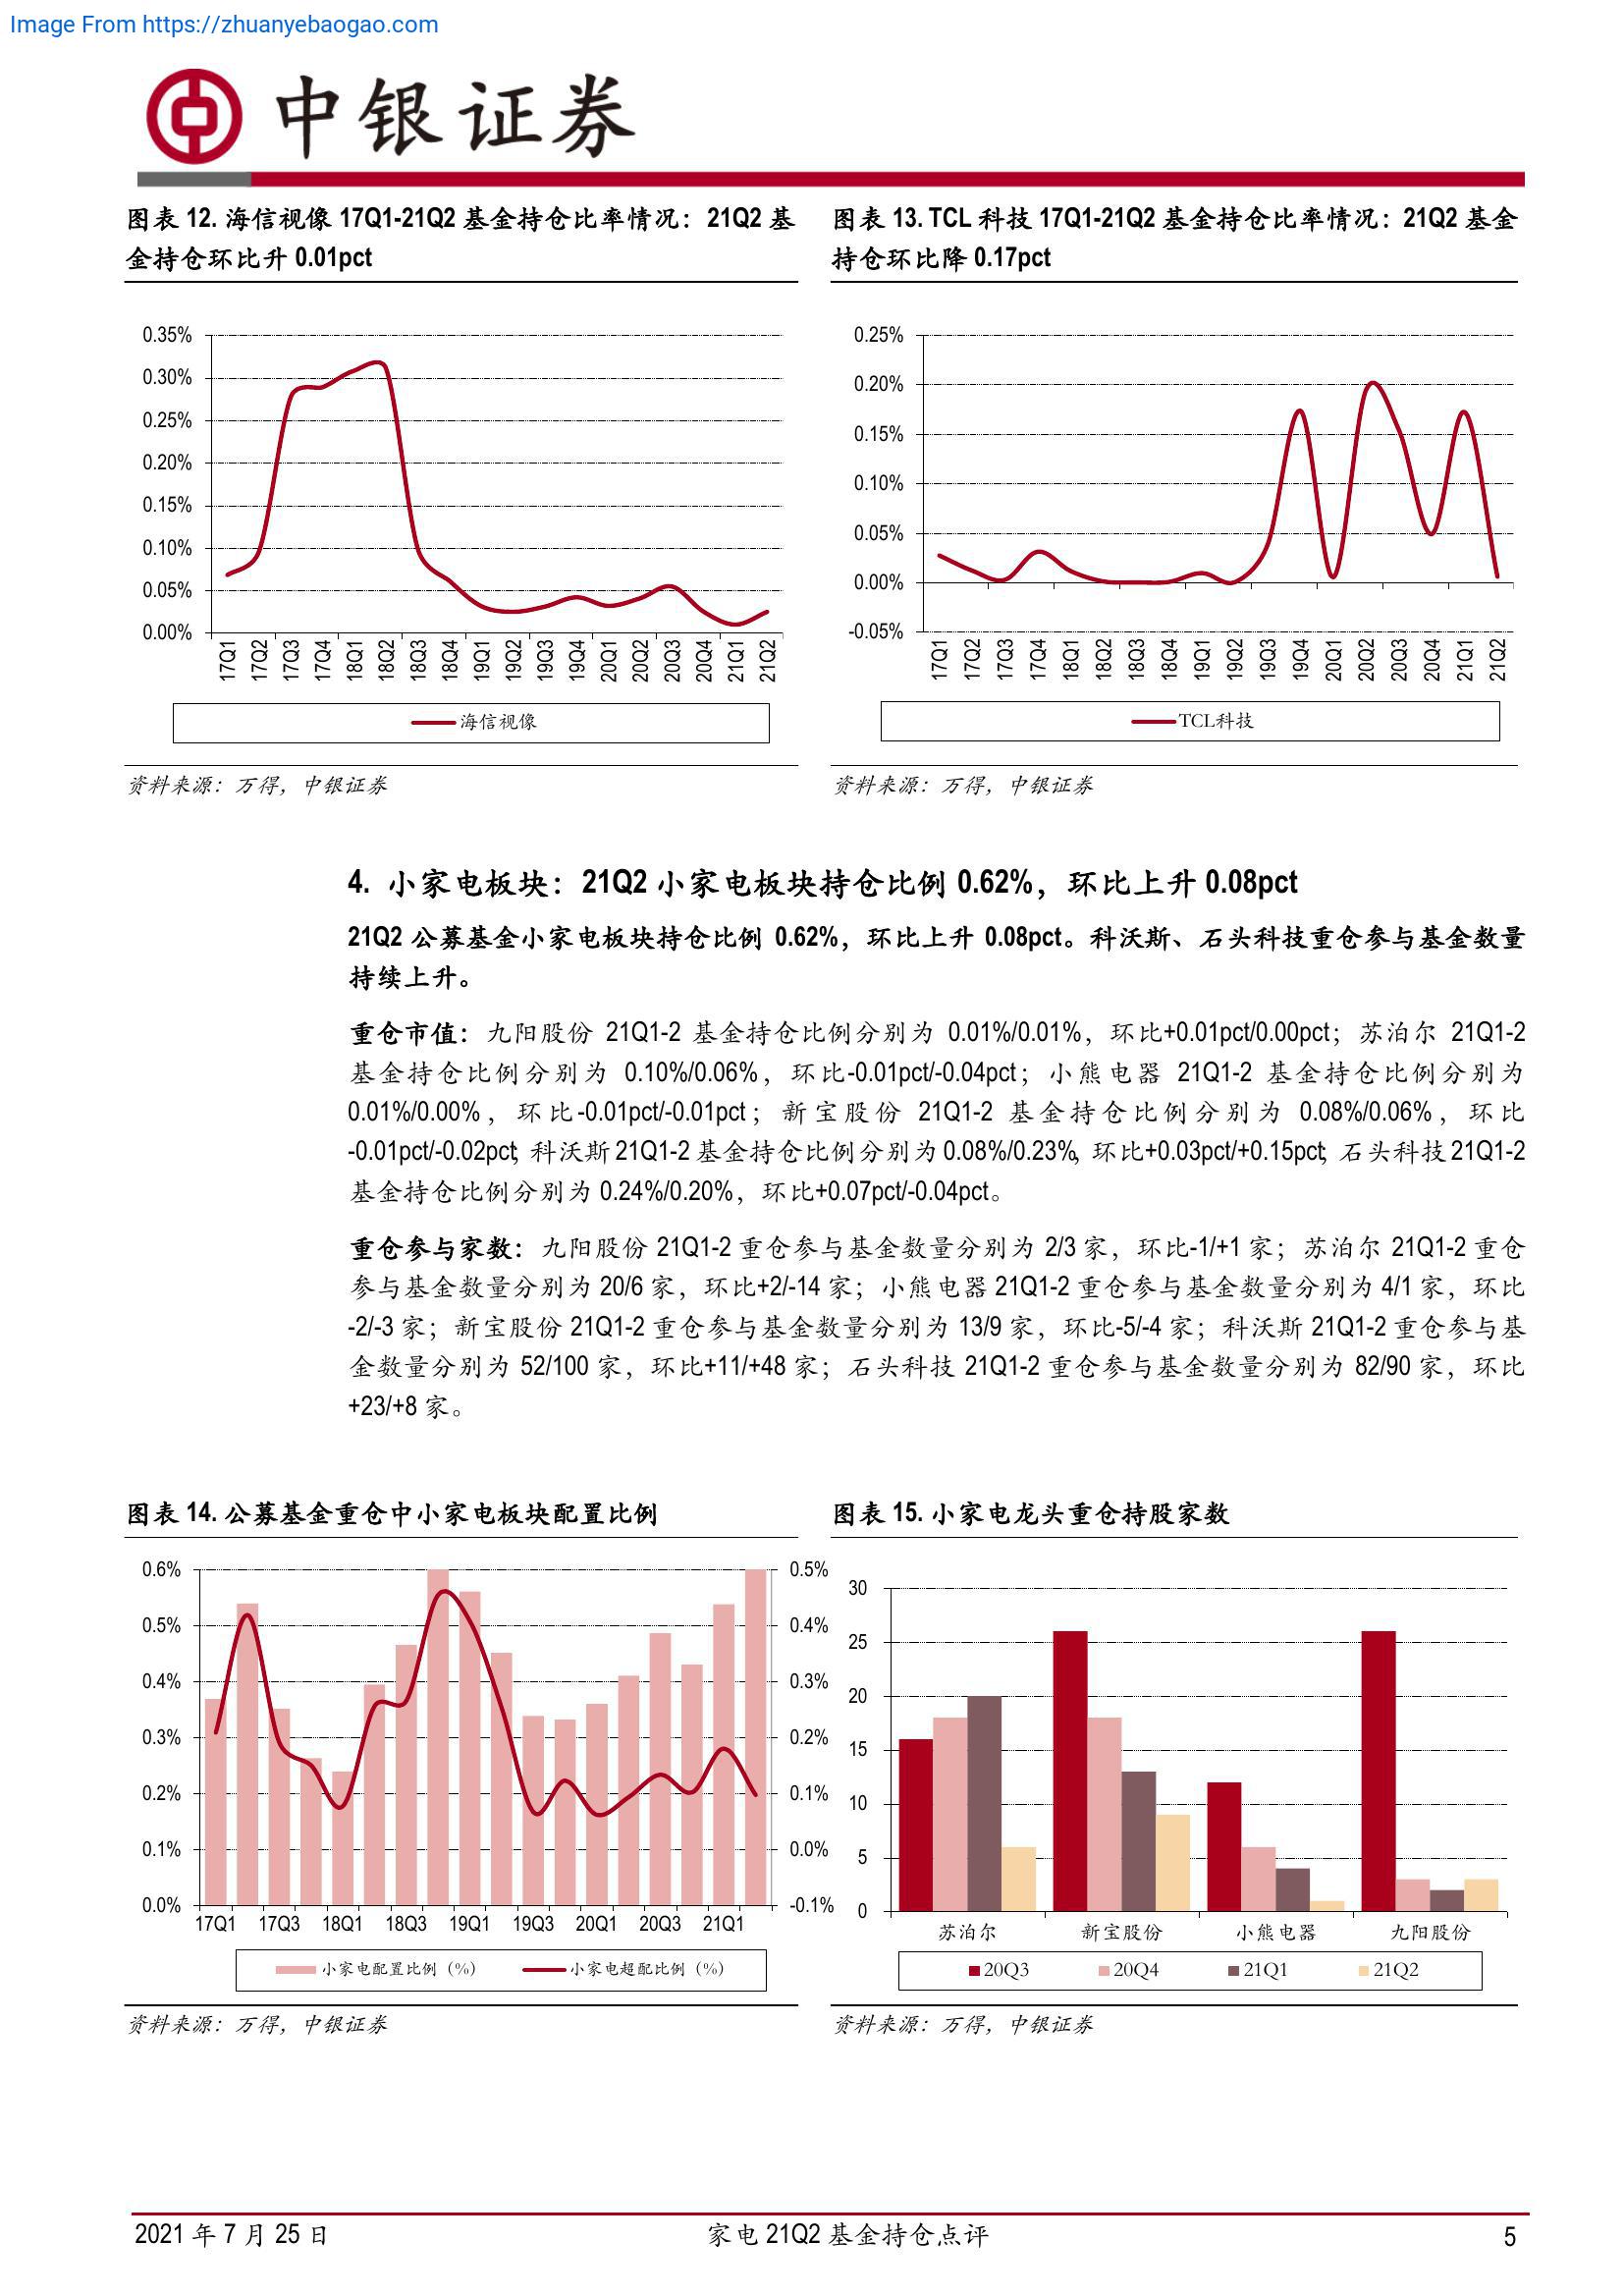 Image From https://zhuanyebaogao.com
中银证券
图表 12. 海信视像 17Q1-21Q2 基金持仓比率情况：21Q2 基
金持仓环比升 0.01pct
0.35%
0.30%
0.25%
0.20%
0.15%
0.10%
0.05%
0.00%
17Q1 17Q2 17Q3 17Q4 18Q1 18Q2 18Q3 18Q4 19Q1 19Q2 19Q3 19Q4 20Q1 20Q2 20Q3 20Q4 21Q1 21Q2
海信视像
资料来源：万得，中银证券
图表 13. TCL 科技 17Q1-21Q2 基金持仓比率情况：21Q2 基金
持仓环比降 0.17pct
0.25%
0.20%
0.15%
0.10%
0.05%
0.00%
-0.05%
17Q1 17Q2 17Q3 17Q4 18Q1 18Q2 18Q3 18Q4 19Q1 19Q2 19Q3 19Q4 20Q1 20Q2 20Q3 20Q4 21Q1 21Q2
TCL科技
资料来源：万得，中银证券
4. 小家电板块：21Q2 小家电板块持仓比例 0.62%，环比上升 0.08pct
21Q2 公募基金小家电板块持仓比例 0.62%，环比上升 0.08pct。科沃斯、石头科技重仓参与基金数量
持续上升。
重仓市值：九阳股份 21Q1-2 基金持仓比例分别为 0.01%/0.01%，环比+0.01pct/0.00pct；苏泊尔 21Q1-2
基金持仓比例分别为 0.10%/0.06%，环比-0.01pct/-0.04pct；小熊电器 21Q1-2 基金持仓比例分别为
0.01%/0.00%，环比-0.01pct/-0.01pct；新宝股份 21Q1-2 基金持仓比例分别为 0.08%/0.06%，环比
-0.01pct/-0.02pct；科沃斯 21Q1-2 基金持仓比例分别为 0.08%/0.23%，环比+0.03pct/+0.15pct；石头科技 21Q1-2
基金持仓比例分别为 0.24%/0.20%，环比+0.07pct/-0.04pct。
重仓参与家数：九阳股份 21Q1-2 重仓参与基金数量分别为 2/3 家，环比-1/+1 家；苏泊尔 21Q1-2 重仓
参与基金数量分别为 20/6 家，环比+2/-14 家；小熊电器 21Q1-2 重仓参与基金数量分别为 4/1 家，环比
-2/-3 家；新宝股份 21Q1-2 重仓参与基金数量分别为 13/9 家，环比-5/-4 家；科沃斯 21Q1-2 重仓参与基
金数量分别为 52/100 家，环比+11/+48 家；石头科技 21Q1-2 重仓参与基金数量分别为 82/90 家，环比
+23/+8 家。
图表 14. 公募基金重仓中小家电板块配置比例
0.6%
0.5%
0.4%
0.3%
0.2%
0.1%
0.0%
0.5%
0.4%
0.3%
0.2%
0.1%
0.0%
-0.1%
17Q1 17Q3 18Q1 18Q3 19Q1 19Q3 20Q1 20Q3 21Q1
小家电配置比例（%） 小家电超配比例（%）
资料来源：万得，中银证券
图表 15. 小家电龙头重仓持股家数
30
25
20
15
10
5
0
苏泊尔 新宝股份 小熊电器 九阳股份
20Q3 20Q4 21Q1 21Q2
资料来源：万得，中银证券
2021 年 7 月 25 日 家电 21Q2 基金持仓点评 5